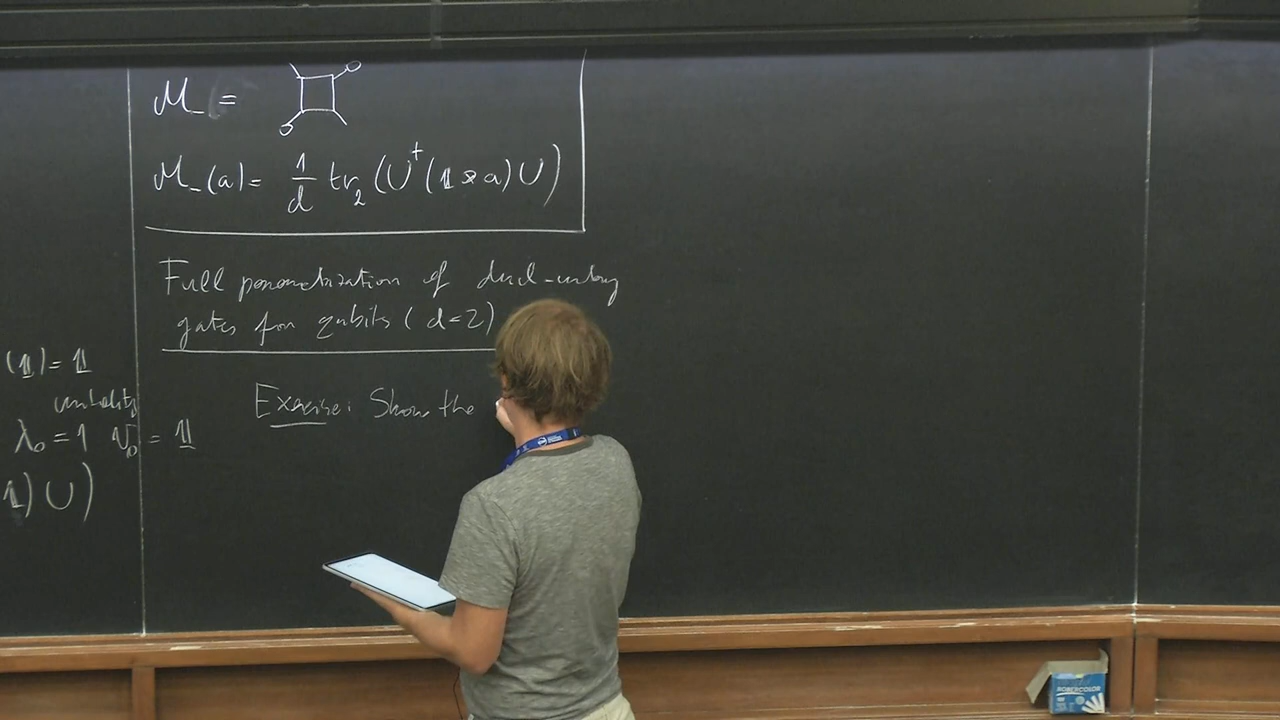 (𝟙) = 𝟙
unitality
λ₀ = 1 v₀ = 𝟙
𝟙) U)
M₋ =
M₋(a) = 1/d tr₂ (U† (𝟙 ⊗ a) U)
Full parametrization of dual-unitary
gates for qubits (d=2)
Exercise: Show the
ROBERCOLOR